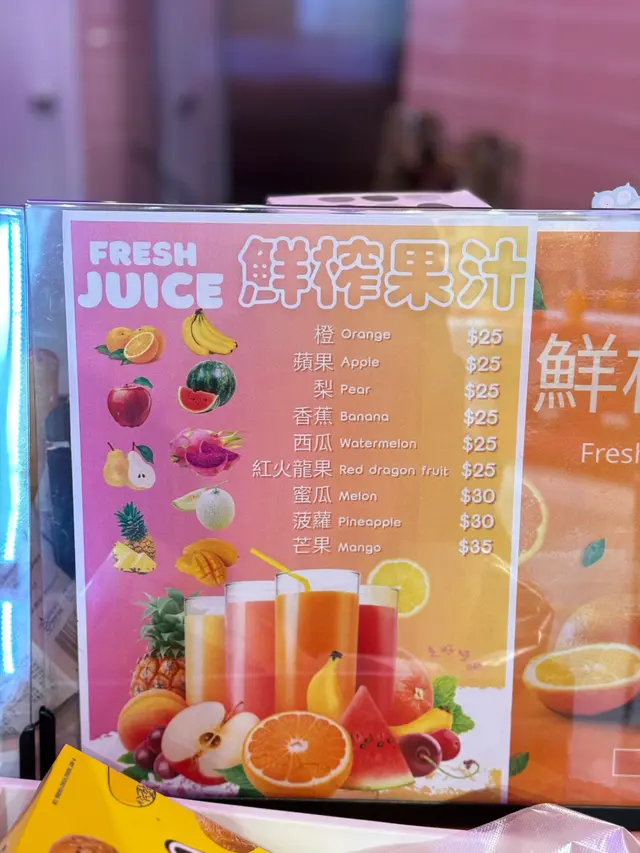 FRESH
JUICE
鮮榨果汁
橙 Orange $25
蘋果 Apple $25
梨 Pear $25
香蕉 Banana $25
西瓜 Watermelon $25
紅火龍果 Red dragon fruit $25
蜜瓜 Melon $30
菠蘿 Pineapple $30
芒果 Mango $35
鮮
Fresh